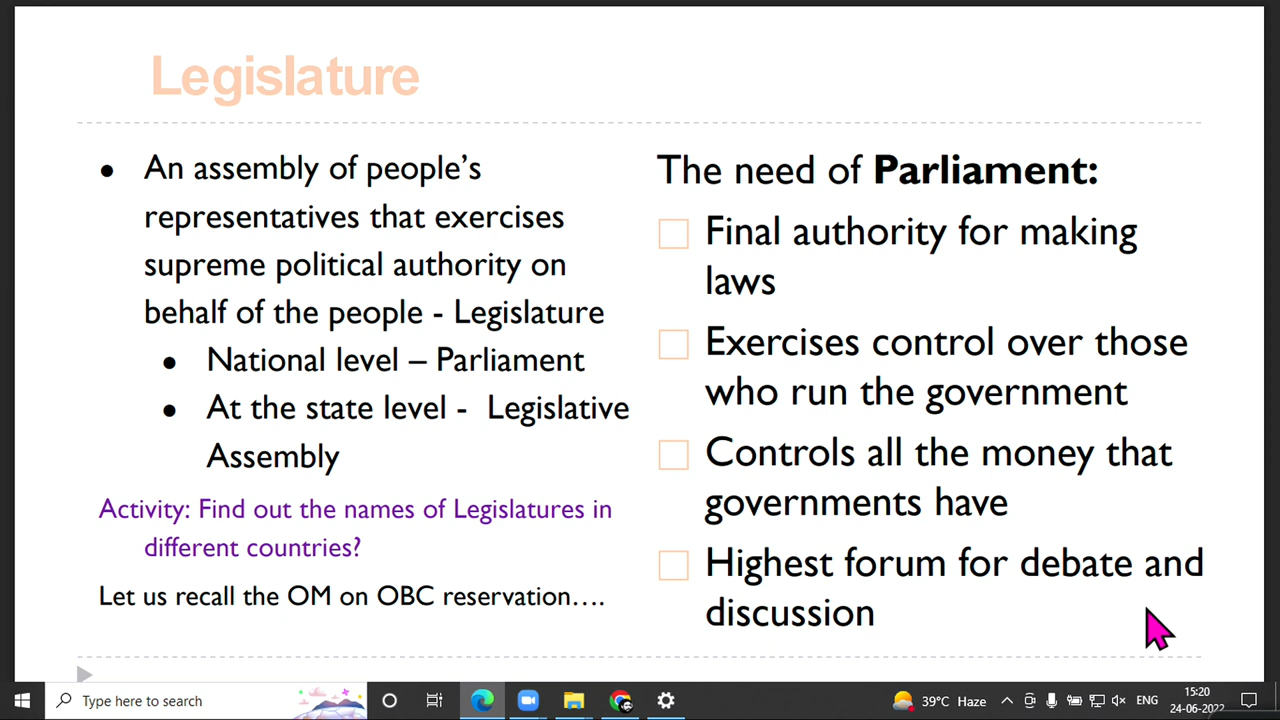 Legislature
● An assembly of people’s
representatives that exercises
supreme political authority on
behalf of the people - Legislature
● National level – Parliament
● At the state level - Legislative
Assembly
Activity: Find out the names of Legislatures in
different countries?
Let us recall the OM on OBC reservation….
The need of Parliament:
Final authority for making
laws
Exercises control over those
who run the government
Controls all the money that
governments have
Highest forum for debate and
discussion
Type here to search
39°C Haze
ENG
15:20
24-06-2022